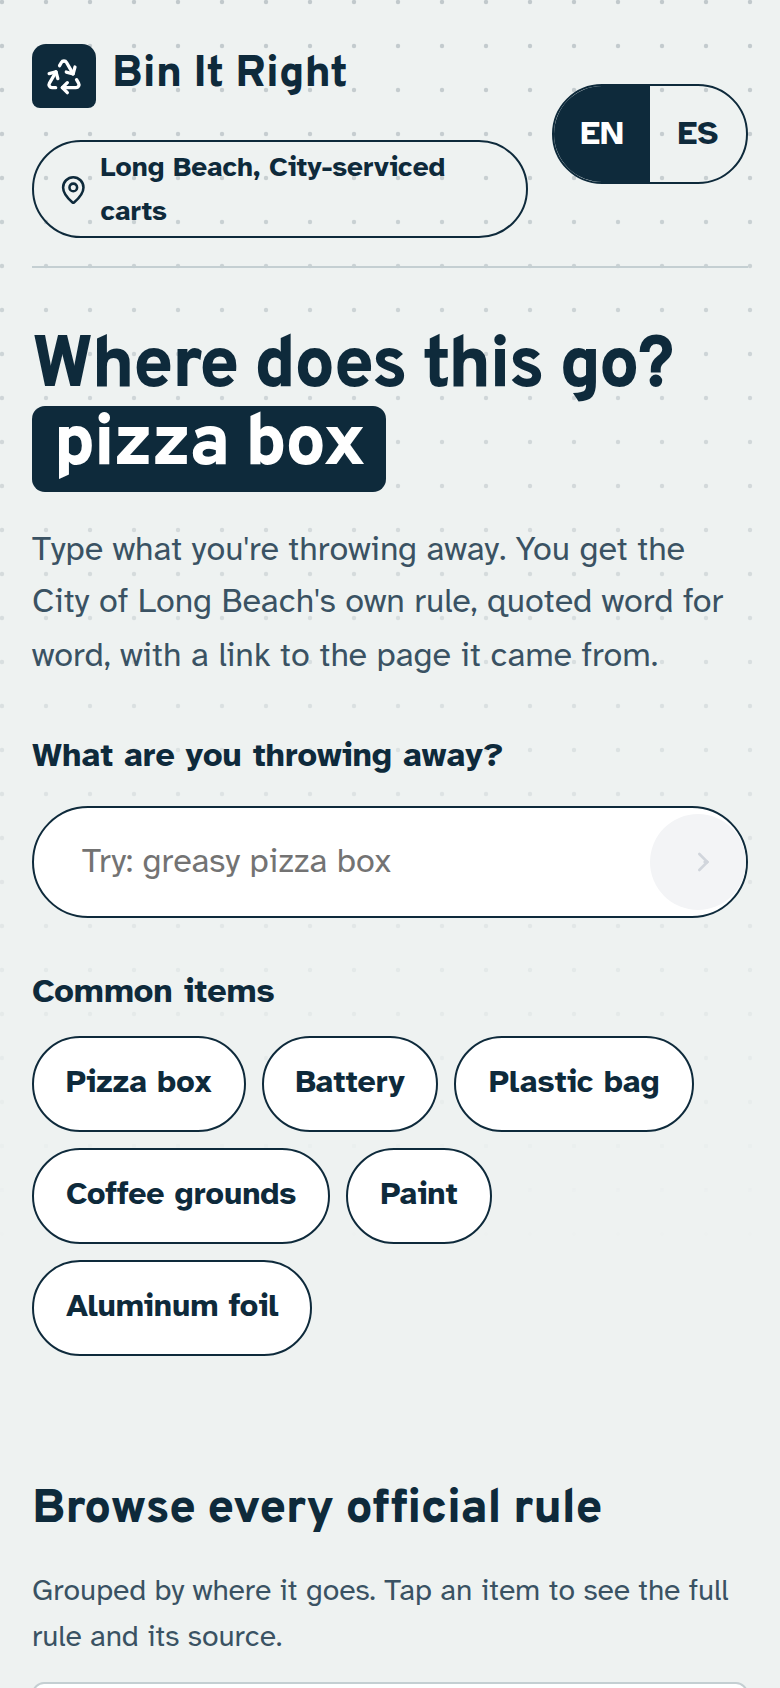 Bin It Right
Long Beach, City-serviced
carts
EN
ES
Where does this go?
pizza box
Type what you're throwing away. You get the
City of Long Beach's own rule, quoted word for
word, with a link to the page it came from.
What are you throwing away?
Try: greasy pizza box
Common items
Pizza box
Battery
Plastic bag
Coffee grounds
Paint
Aluminum foil
Browse every official rule
Grouped by where it goes. Tap an item to see the full
rule and its source.